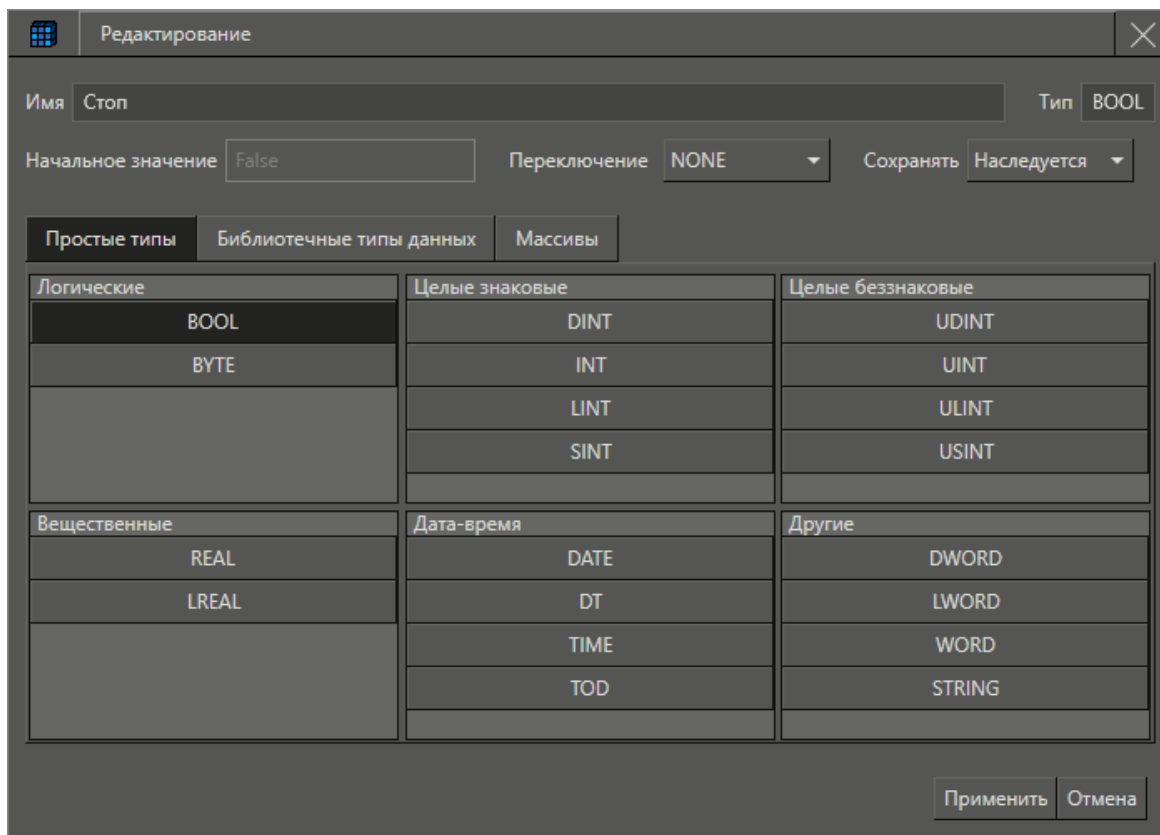 Редактирование
Имя Стоп Тип BOOL
Начальное значение False Переключение NONE Сохранять Наследуется
Простые типы Библиотечные типы данных Массивы
Логические Целые знаковые Целые беззнаковые
BOOL DINT UDINT
BYTE INT UINT
LINT ULINT
SINT USINT
Вещественные Дата-время Другие
REAL DATE DWORD
LREAL DT LWORD
TIME WORD
TOD STRING
Применить Отмена